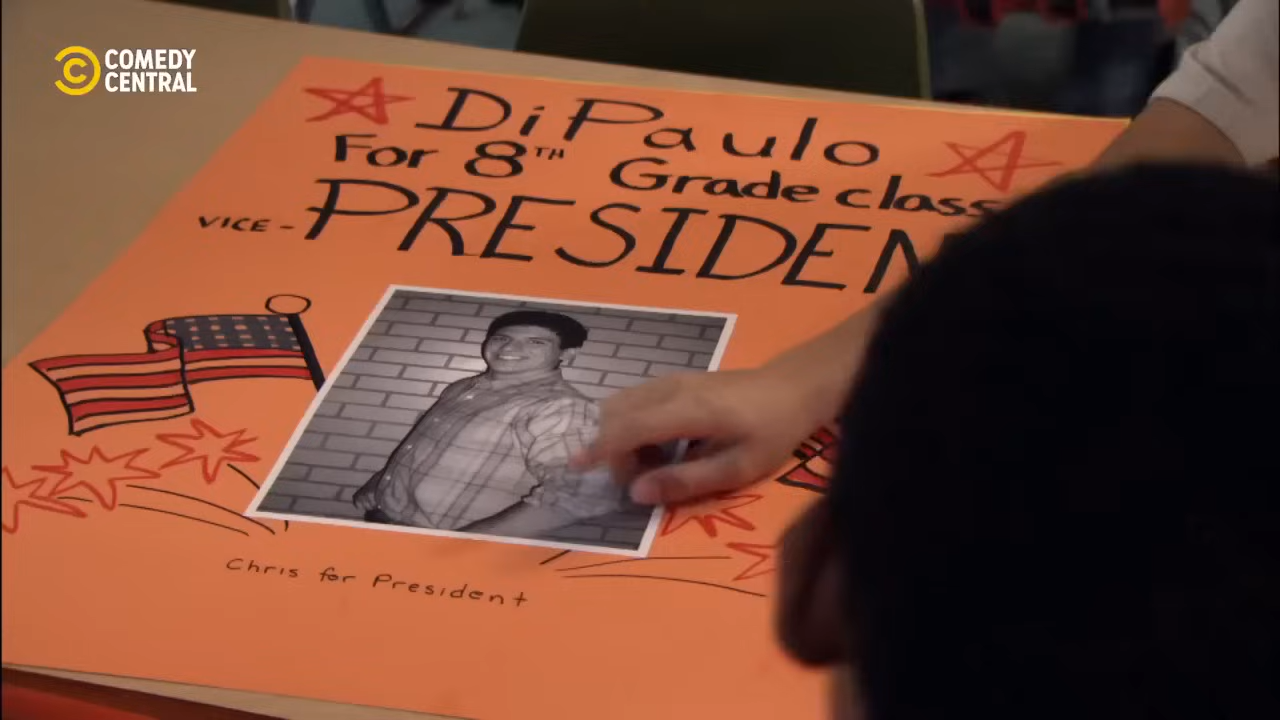 COMEDY
CENTRAL
DiPaulo
For 8TH Grade class
VICE - PRESIDEN
Chris for President